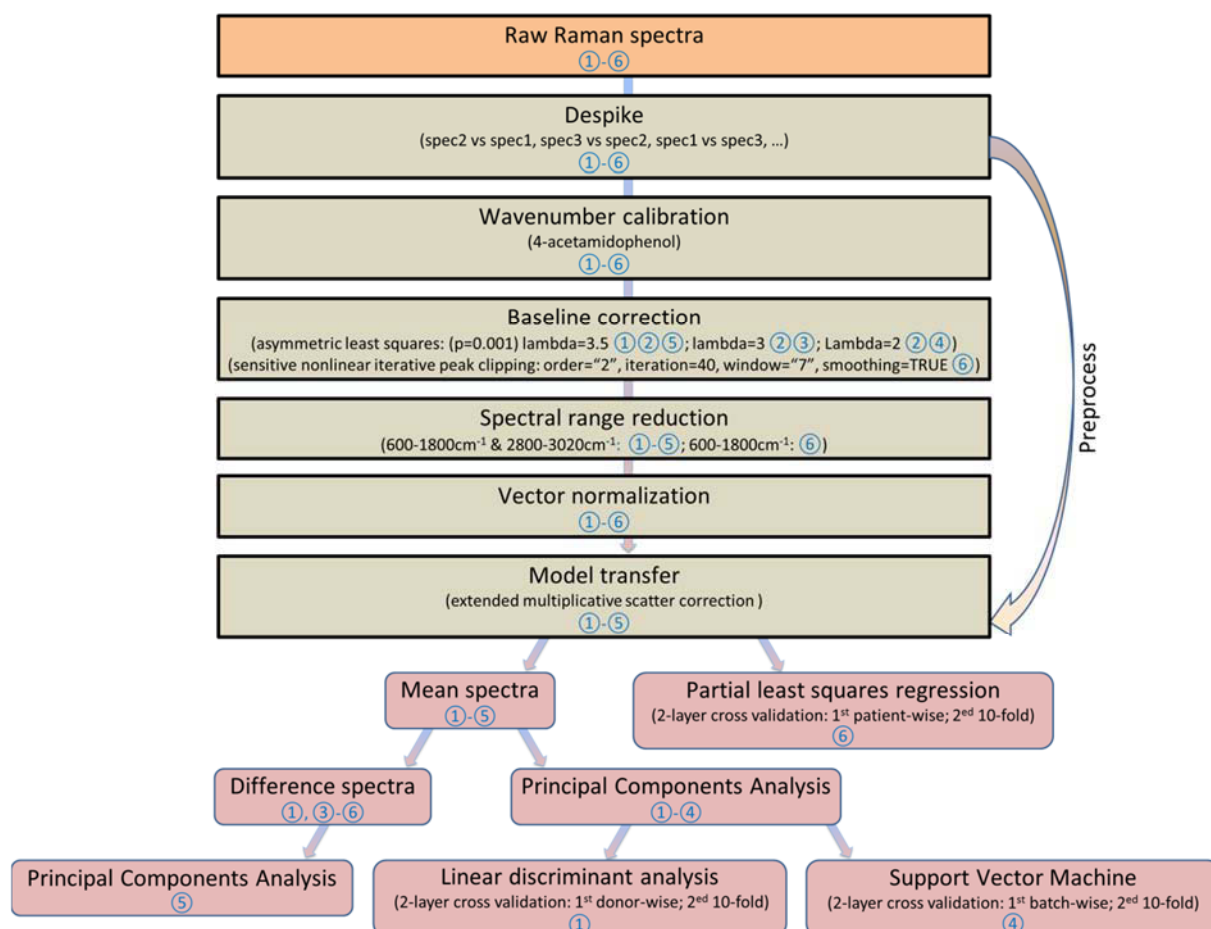 Raw Raman spectra
①-⑥
Despike
(spec2 vs spec1, spec3 vs spec2, spec1 vs spec3, ...)
①-⑥
Wavenumber calibration
(4-acetamidophenol)
①-⑥
Baseline correction
(asymmetric least squares: (p=0.001) lambda=3.5 ①②⑤; lambda=3 ②③; Lambda=2 ②④)
(sensitive nonlinear iterative peak clipping: order="2", iteration=40, window="7", smoothing=TRUE ⑥)
Spectral range reduction
(600-1800cm⁻¹ & 2800-3020cm⁻¹: ①-⑤; 600-1800cm⁻¹: ⑥)
Vector normalization
①-⑥
Model transfer
(extended multiplicative scatter correction )
①-⑤
Preprocess
Mean spectra
①-⑤
Partial least squares regression
(2-layer cross validation: 1ˢᵗ patient-wise; 2ᵉᵈ 10-fold)
⑥
Difference spectra
①, ③-⑥
Principal Components Analysis
①-④
Principal Components Analysis
⑤
Linear discriminant analysis
(2-layer cross validation: 1ˢᵗ donor-wise; 2ᵉᵈ 10-fold)
①
Support Vector Machine
(2-layer cross validation: 1ˢᵗ batch-wise; 2ᵉᵈ 10-fold)
④